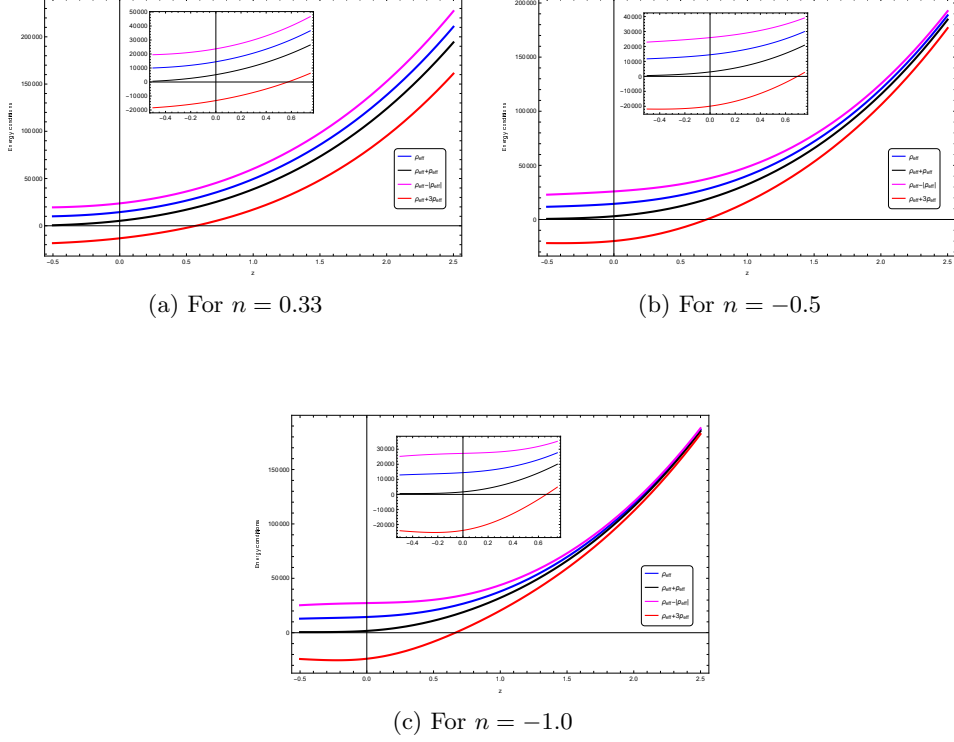 50000
40000
30000
20000
10000
0
-10000
-20000
-0.4 -0.2 0.0 0.2 0.4 0.6
200000
150000
100000
50000
0
Energy conditions
-0.5 0.0 0.5 1.0 1.5 2.0 2.5
z
ρeff
ρeff+peff
ρeff-|peff|
ρeff+3peff
(a) For n = 0.33
40000
30000
20000
10000
0
-10000
-20000
-0.4 -0.2 0.0 0.2 0.4 0.6
200000
150000
100000
50000
0
Energy conditions
-0.5 0.0 0.5 1.0 1.5 2.0 2.5
z
ρeff
ρeff+peff
ρeff-|peff|
ρeff+3peff
(b) For n = −0.5
30000
20000
10000
0
-10000
-20000
-0.4 -0.2 0.0 0.2 0.4 0.6
150000
100000
50000
0
Energy conditions
-0.5 0.0 0.5 1.0 1.5 2.0 2.5
z
ρeff
ρeff+peff
ρeff-|peff|
ρeff+3peff
(c) For n = −1.0